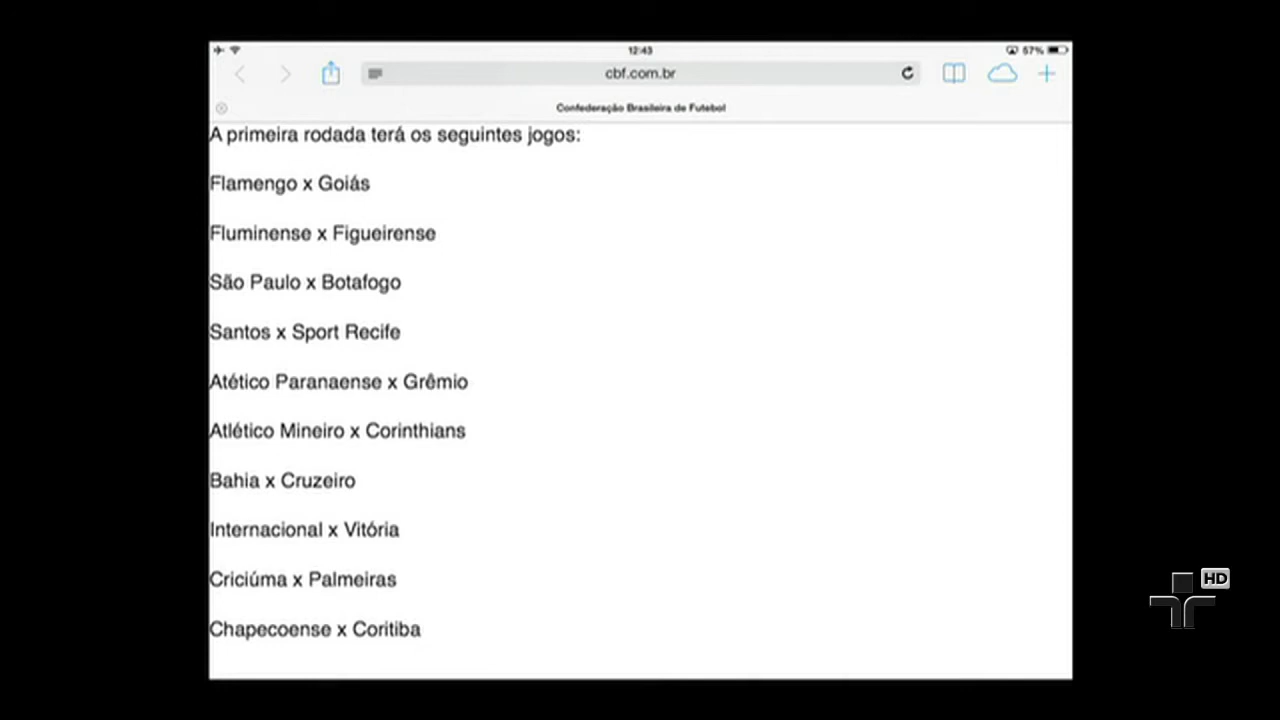 12:43
57%
cbf.com.br
Confederação Brasileira de Futebol
A primeira rodada terá os seguintes jogos:
Flamengo x Goiás
Fluminense x Figueirense
São Paulo x Botafogo
Santos x Sport Recife
Atético Paranaense x Grêmio
Atlético Mineiro x Corinthians
Bahia x Cruzeiro
Internacional x Vitória
Criciúma x Palmeiras
Chapecoense x Coritiba
HD